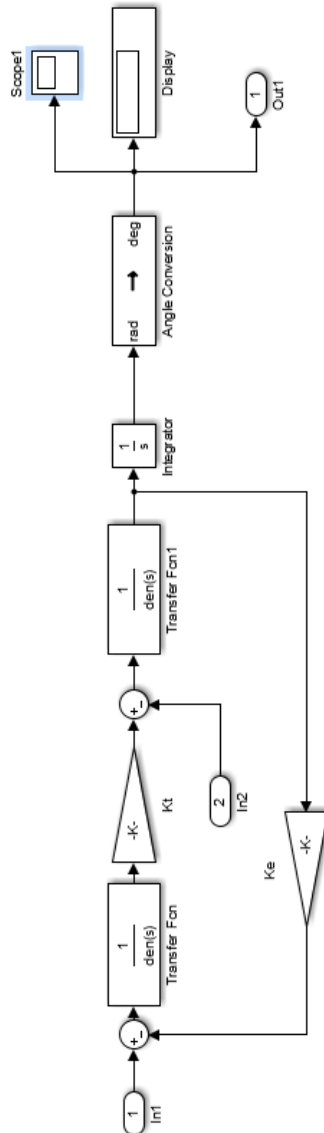 1
In1
+
−
1
den(s)
Transfer Fcn
-K-
Kt
2
In2
+
−
1
den(s)
Transfer Fcn1
1
s
Integrator
rad
deg
Angle Conversion
Scope1
Display
1
Out1
Ke
-K-